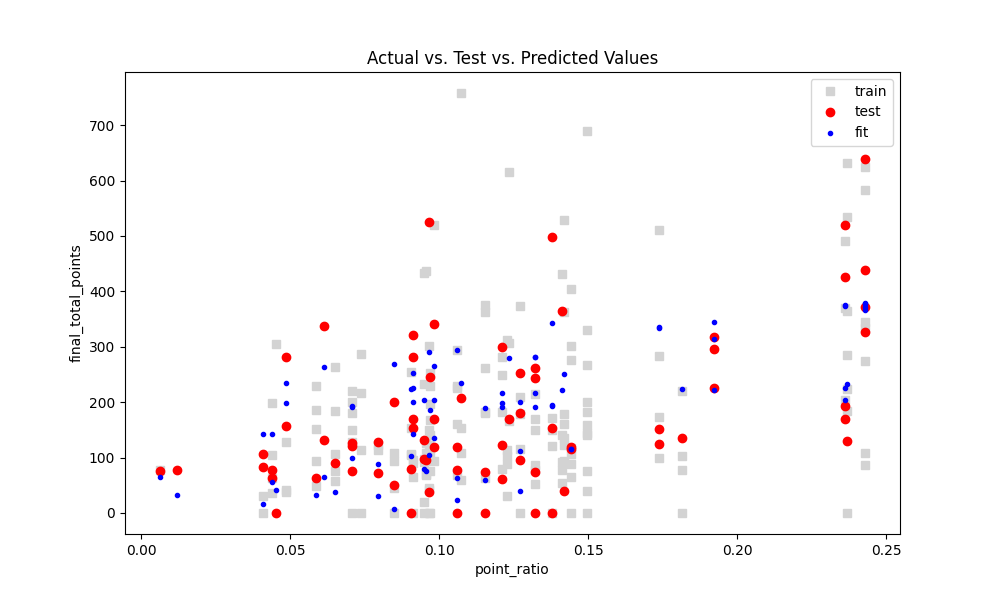 Actual vs. Test vs. Predicted Values
train
test
fit
700
600
500
400
300
200
100
0
final_total_points
0.00 0.05 0.10 0.15 0.20 0.25
point_ratio